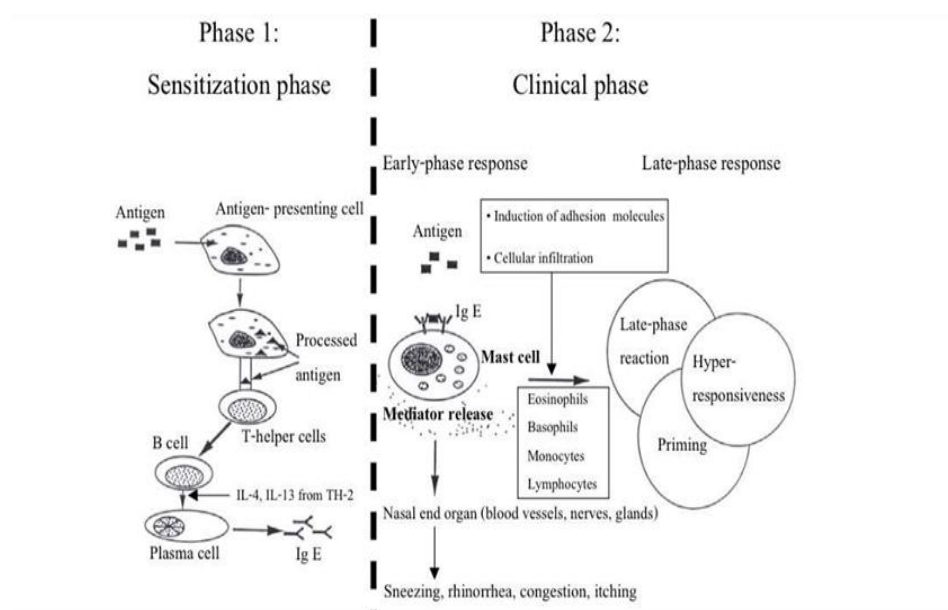 Phase 1:
Sensitization phase
Antigen
Antigen- presenting cell
Processed
antigen
T-helper cells
B cell
IL-4, IL-13 from TH-2
Plasma cell
Ig E
Phase 2:
Clinical phase
Early-phase response
Late-phase response
Antigen
• Induction of adhesion molecules
• Cellular infiltration
Ig E
Mast cell
Mediator release
Eosinophils
Basophils
Monocytes
Lymphocytes
Late-phase
reaction
Hyper-
responsiveness
Priming
Nasal end organ (blood vessels, nerves, glands)
Sneezing, rhinorrhea, congestion, itching